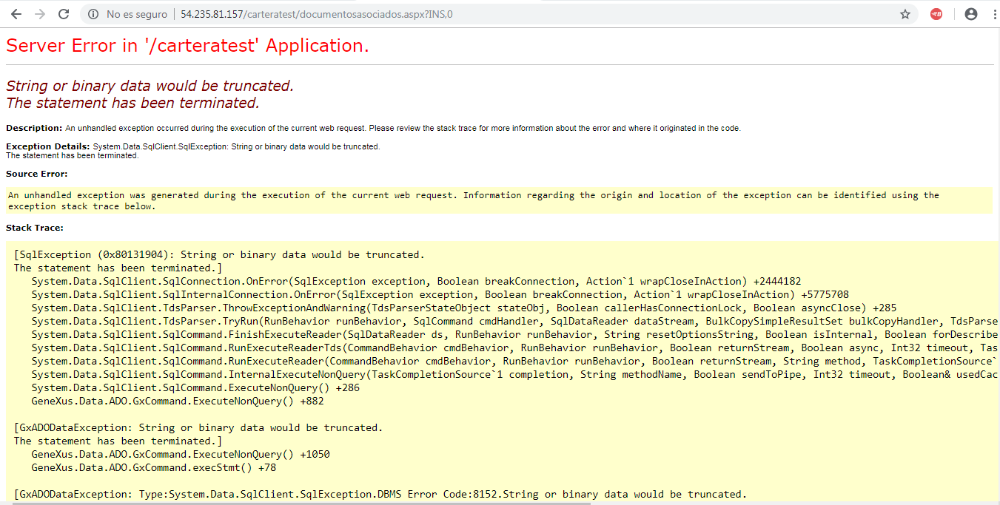 No es seguro 54.235.81.157/carteratest/documentosasociados.aspx?INS,0
Server Error in '/carteratest' Application.
String or binary data would be truncated.
The statement has been terminated.
Description: An unhandled exception occurred during the execution of the current web request. Please review the stack trace for more information about the error and where it originated in the code.
Exception Details: System.Data.SqlClient.SqlException: String or binary data would be truncated.
The statement has been terminated.
Source Error:
An unhandled exception was generated during the execution of the current web request. Information regarding the origin and location of the exception can be identified using the
exception stack trace below.
Stack Trace:
[SqlException (0x80131904): String or binary data would be truncated.
The statement has been terminated.]
System.Data.SqlClient.SqlConnection.OnError(SqlException exception, Boolean breakConnection, Action`1 wrapCloseInAction) +2444182
System.Data.SqlClient.SqlInternalConnection.OnError(SqlException exception, Boolean breakConnection, Action`1 wrapCloseInAction) +5775708
System.Data.SqlClient.TdsParser.ThrowExceptionAndWarning(TdsParserStateObject stateObj, Boolean callerHasConnectionLock, Boolean asyncClose) +285
System.Data.SqlClient.TdsParser.TryRun(RunBehavior runBehavior, SqlCommand cmdHandler, SqlDataReader dataStream, BulkCopySimpleResultSet bulkCopyHandler, TdsParse
System.Data.SqlClient.SqlCommand.FinishExecuteReader(SqlDataReader ds, RunBehavior runBehavior, String resetOptionsString, Boolean isInternal, Boolean forDescribe
System.Data.SqlClient.SqlCommand.RunExecuteReaderTds(CommandBehavior cmdBehavior, RunBehavior runBehavior, Boolean returnStream, Boolean async, Int32 timeout, Tas
System.Data.SqlClient.SqlCommand.RunExecuteReader(CommandBehavior cmdBehavior, RunBehavior runBehavior, Boolean returnStream, String method, TaskCompletionSource`
System.Data.SqlClient.SqlCommand.InternalExecuteNonQuery(TaskCompletionSource`1 completion, String methodName, Boolean sendToPipe, Int32 timeout, Boolean& usedCac
System.Data.SqlClient.SqlCommand.ExecuteNonQuery() +286
GeneXus.Data.ADO.GxCommand.ExecuteNonQuery() +882
[GxADODataException: String or binary data would be truncated.
The statement has been terminated.]
GeneXus.Data.ADO.GxCommand.ExecuteNonQuery() +1050
GeneXus.Data.ADO.GxCommand.execStmt() +78
[GxADODataException: Type:System.Data.SqlClient.SqlException.DBMS Error Code:8152.String or binary data would be truncated.